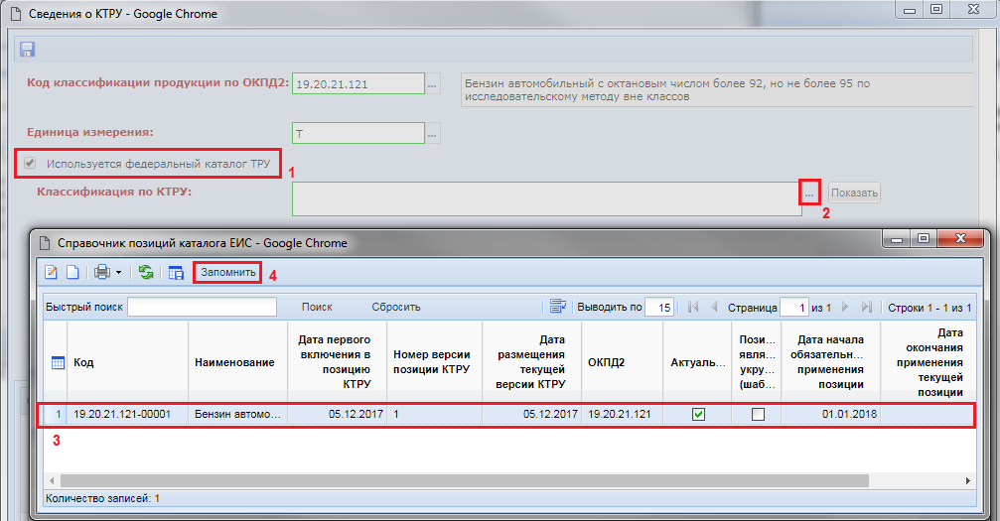 Сведения о КТРУ - Google Chrome
Код классификации продукции по ОКПД2: 19.20.21.121 ... Бензин автомобильный с октановым числом более 92, но не более 95 по
исследовательскому методу вне классов
Единица измерения: Т ...
Используется федеральный каталог ТРУ
1
Классификация по КТРУ: ... Показать
2
Справочник позиций каталога ЕИС - Google Chrome
Запомнить 4
Быстрый поиск Поиск Сбросить Выводить по 15 Страница 1 из 1 Строки 1 - 1 из 1
Код
Наименование
Дата первого
включения в
позицию
КТРУ
Номер версии
позиции КТРУ
Дата
размещения
текущей
версии КТРУ
ОКПД2
Актуаль...
Пози...
явля...
укру...
(шаб...
Дата начала
обязательн...
применения
позиции
Дата
окончания
применения
текущей
позиции
1 19.20.21.121-00001 Бензин автомо... 05.12.2017 1 05.12.2017 19.20.21.121 01.01.2018
3
Количество записей: 1